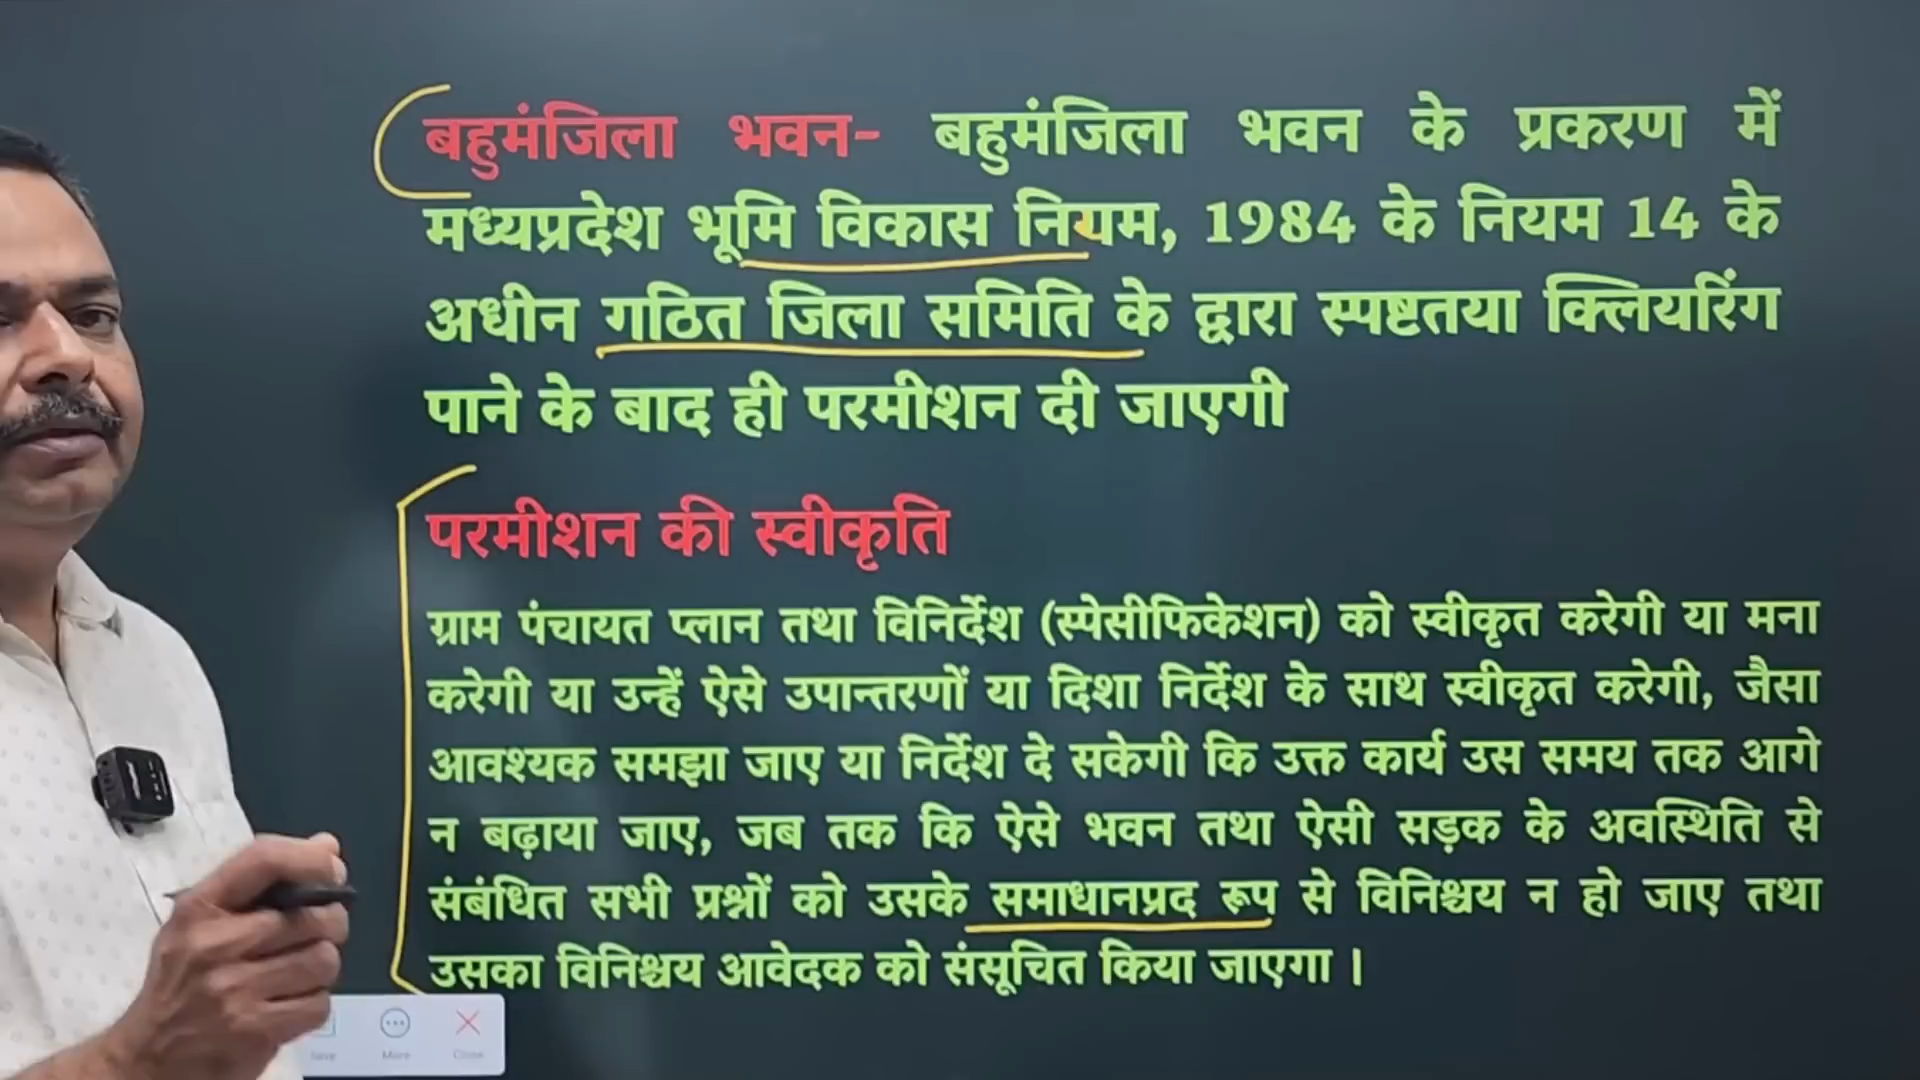 बहुमंजिला भवन- बहुमंजिला भवन के प्रकरण में
मध्यप्रदेश भूमि विकास नियम, 1984 के नियम 14 के
अधीन गठित जिला समिति के द्वारा स्पष्टतया क्लियरिंग
पाने के बाद ही परमीशन दी जाएगी
परमीशन की स्वीकृति
ग्राम पंचायत प्लान तथा विनिर्देश (स्पेसीफिकेशन) को स्वीकृत करेगी या मना
करेगी या उन्हें ऐसे उपान्तरणों या दिशा निर्देश के साथ स्वीकृत करेगी, जैसा
आवश्यक समझा जाए या निर्देश दे सकेगी कि उक्त कार्य उस समय तक आगे
न बढ़ाया जाए, जब तक कि ऐसे भवन तथा ऐसी सड़क के अवस्थिति से
संबंधित सभी प्रश्नों को उसके समाधानप्रद रूप से विनिश्चय न हो जाए तथा
उसका विनिश्चय आवेदक को संसूचित किया जाएगा ।
Save More Close